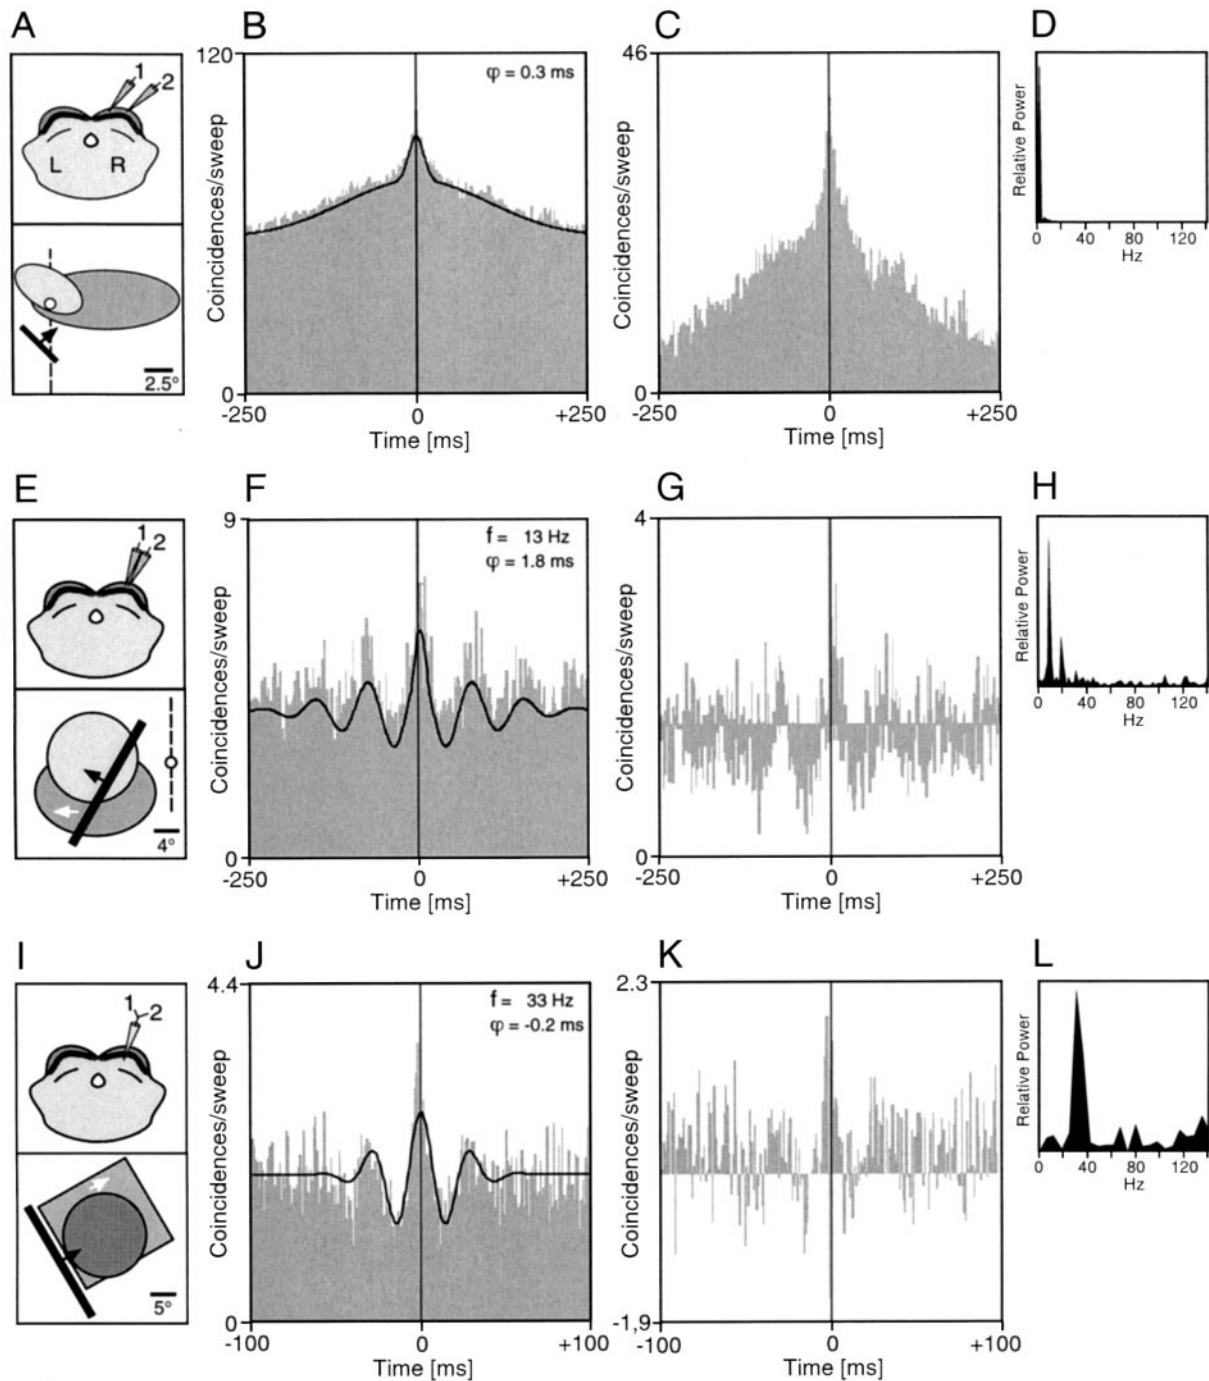 A
1
2
L R
2.5°
B
120
φ = 0.3 ms
Coincidences/sweep
0
-250 0 +250
Time [ms]
C
46
Coincidences/sweep
0
-250 0 +250
Time [ms]
D
Relative Power
0 40 80 120
Hz
E
1
2
4°
F
9
f = 13 Hz
φ = 1.8 ms
Coincidences/sweep
0
-250 0 +250
Time [ms]
G
4
Coincidences/sweep
0
-250 0 +250
Time [ms]
H
Relative Power
0 40 80 120
Hz
I
1 2
5°
J
4.4
f = 33 Hz
φ = -0.2 ms
Coincidences/sweep
0
-100 0 +100
Time [ms]
K
2.3
Coincidences/sweep
-1,9
-100 0 +100
Time [ms]
L
Relative Power
0 40 80 120
Hz